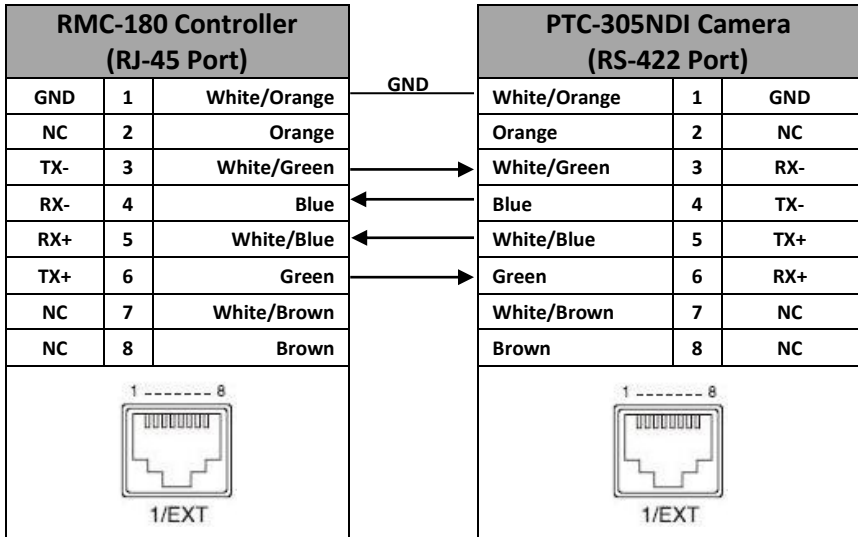 RMC-180 Controller
(RJ-45 Port)
PTC-305NDI Camera
(RS-422 Port)
GND 1 White/Orange GND White/Orange 1 GND
NC 2 Orange Orange 2 NC
TX- 3 White/Green White/Green 3 RX-
RX- 4 Blue Blue 4 TX-
RX+ 5 White/Blue White/Blue 5 TX+
TX+ 6 Green Green 6 RX+
NC 7 White/Brown White/Brown 7 NC
NC 8 Brown Brown 8 NC
1 -------- 8 1 -------- 8
1/EXT 1/EXT